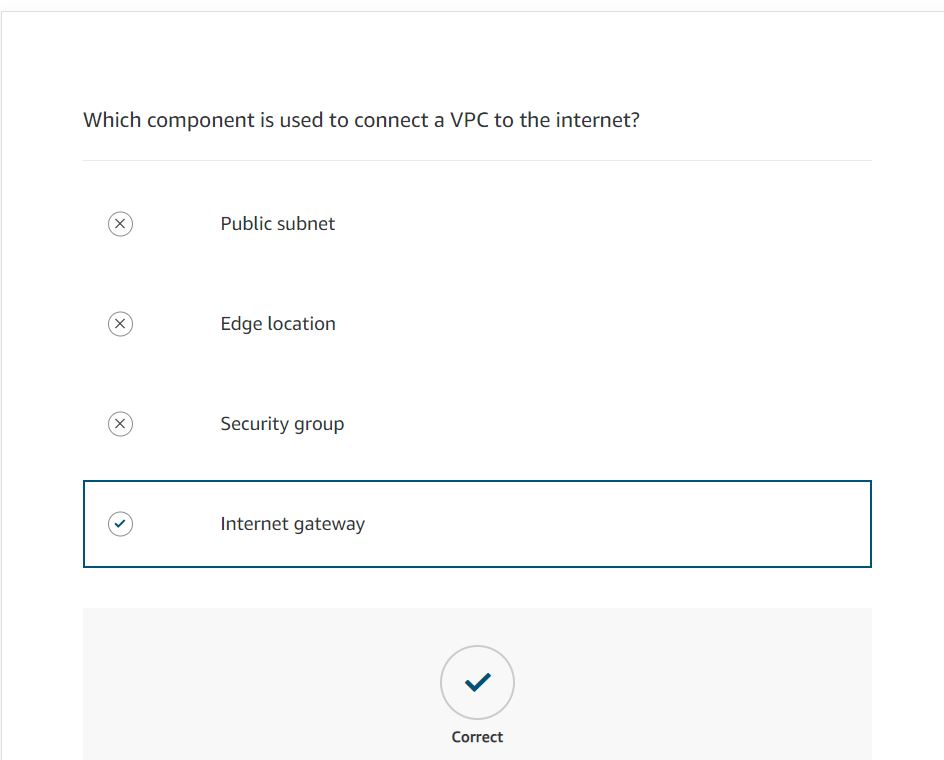 Which component is used to connect a VPC to the internet?
Public subnet
Edge location
Security group
Internet gateway
Correct